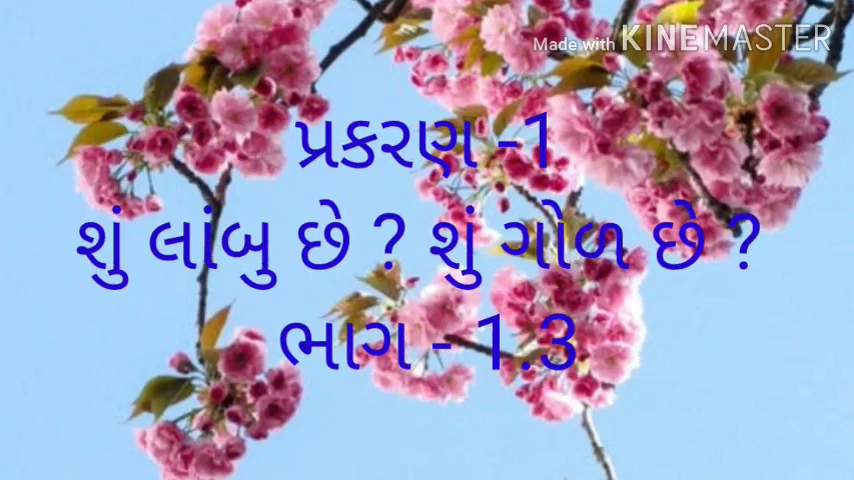 Made with KINEMASTER
પ્રકરણ -1
શું લાંબુ છે ? શું ગોળ છે ?
ભાગ - 1.3